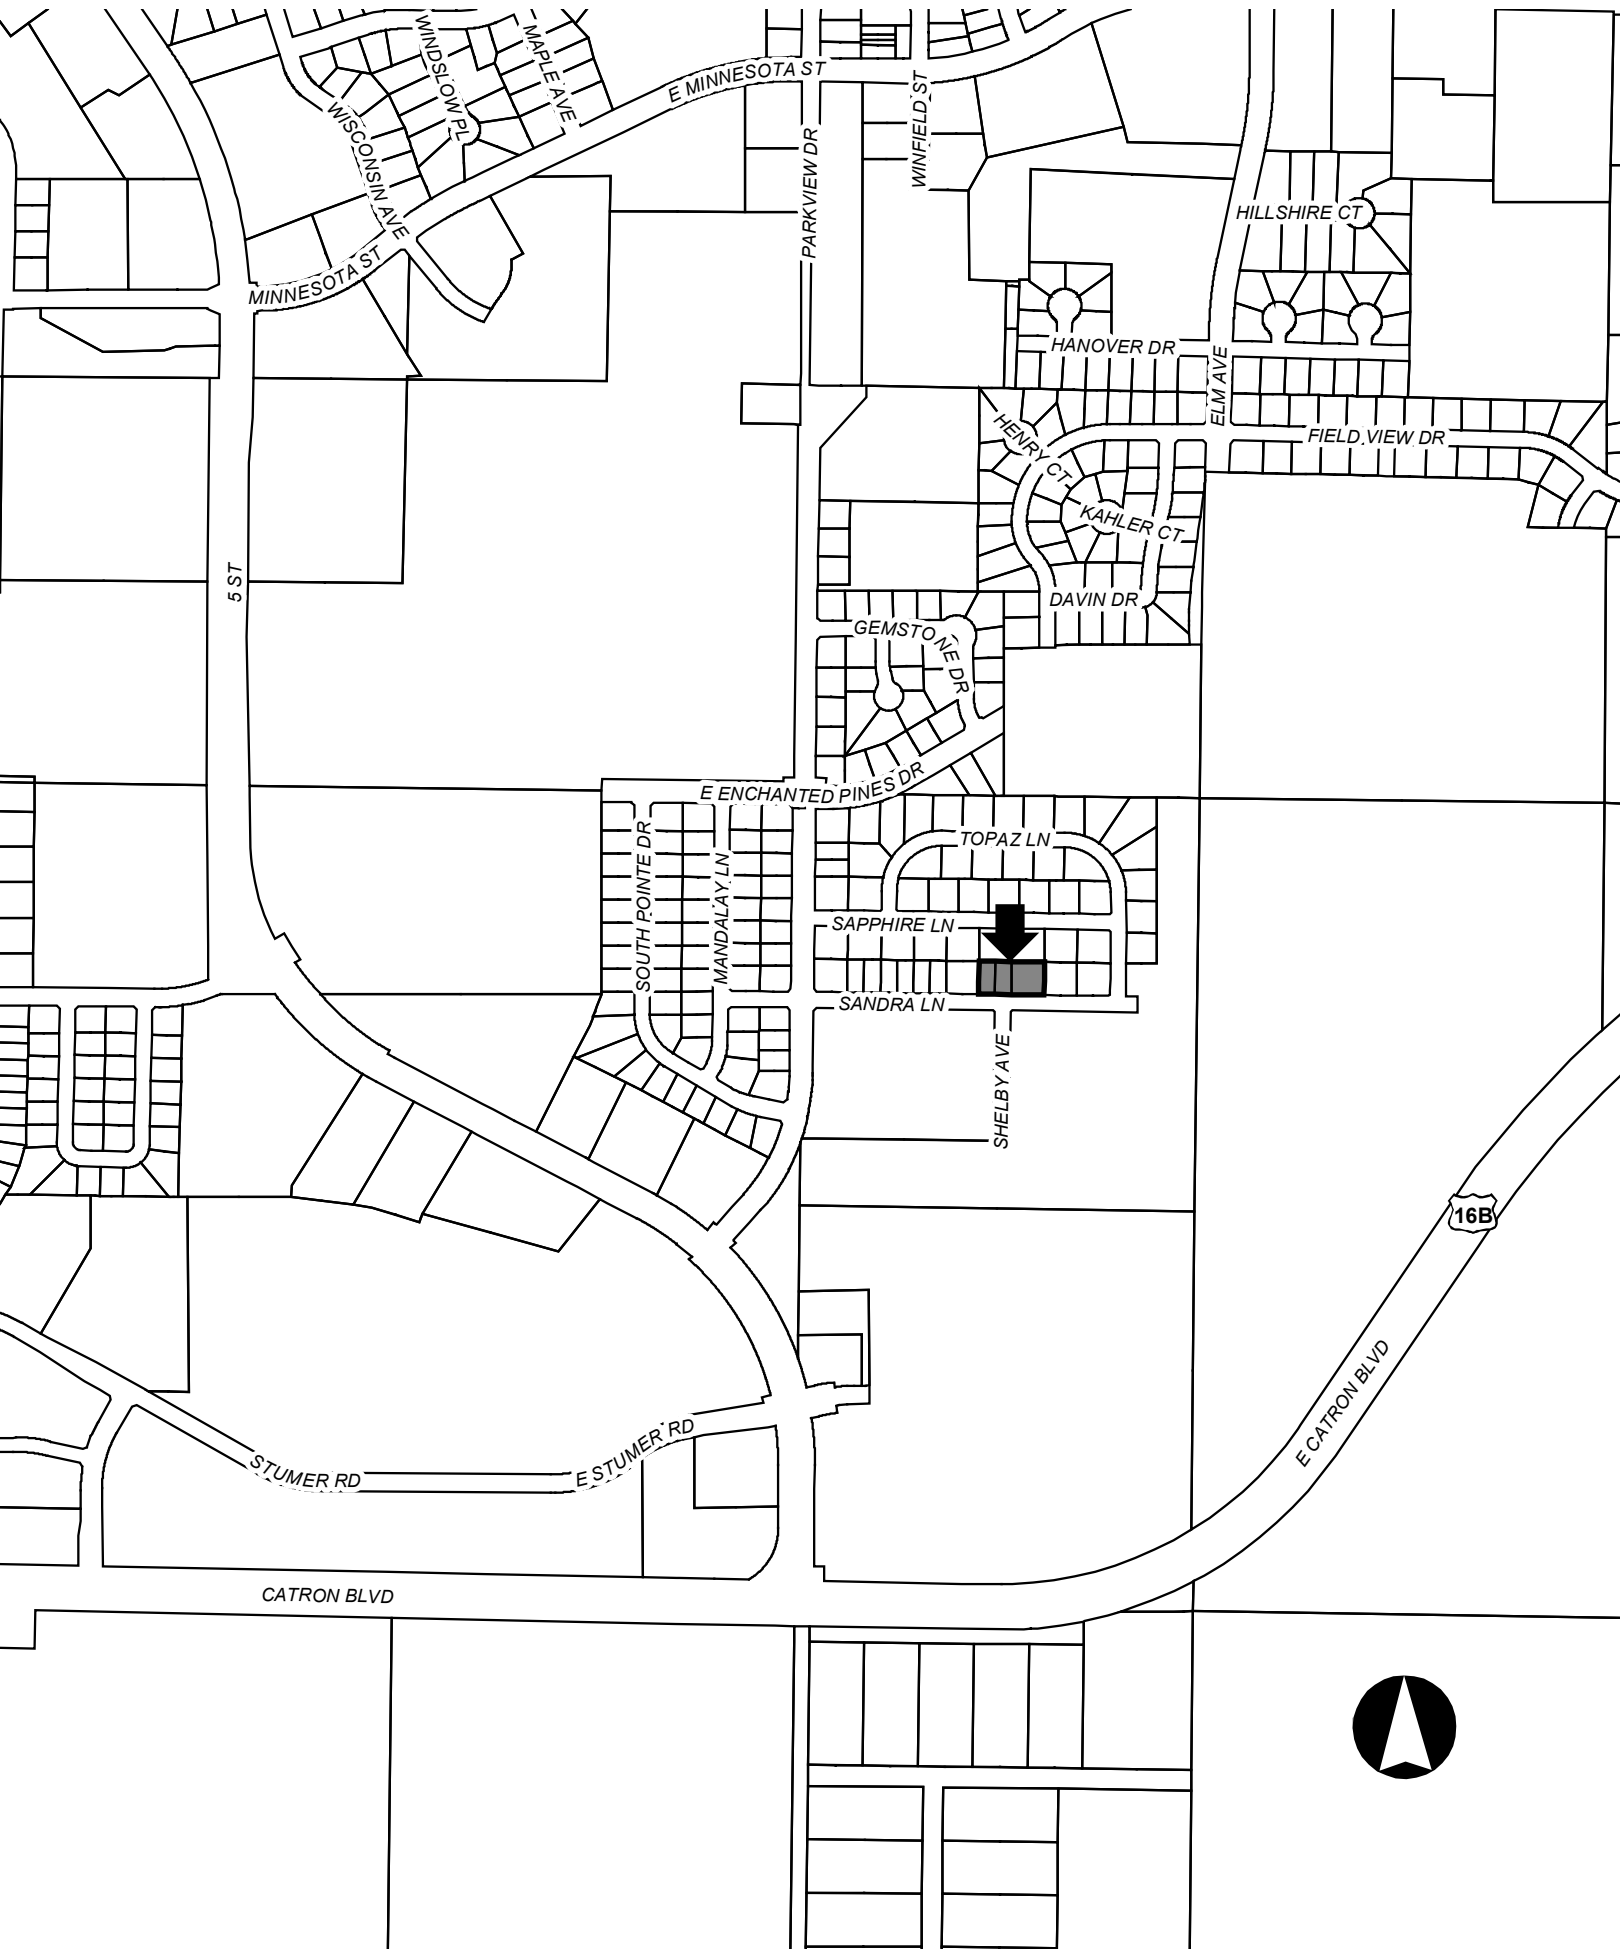 WINDSLOW PL
MAPLE AVE
E MINNESOTA ST
WISCONSIN AVE
PARKVIEW DR
WINFIELD ST
HILLSHIRE CT
MINNESOTA ST
HANOVER DR
ELM AVE
HENRY CT
FIELD VIEW DR
KAHLER CT
5 ST
DAVIN DR
GEMSTONE DR
E ENCHANTED PINES DR
SOUTH POINTE DR
MANDALAY LN
TOPAZ LN
SAPPHIRE LN
SANDRA LN
SHELBY AVE
16B
E CATRON BLVD
STUMER RD
E STUMER RD
CATRON BLVD